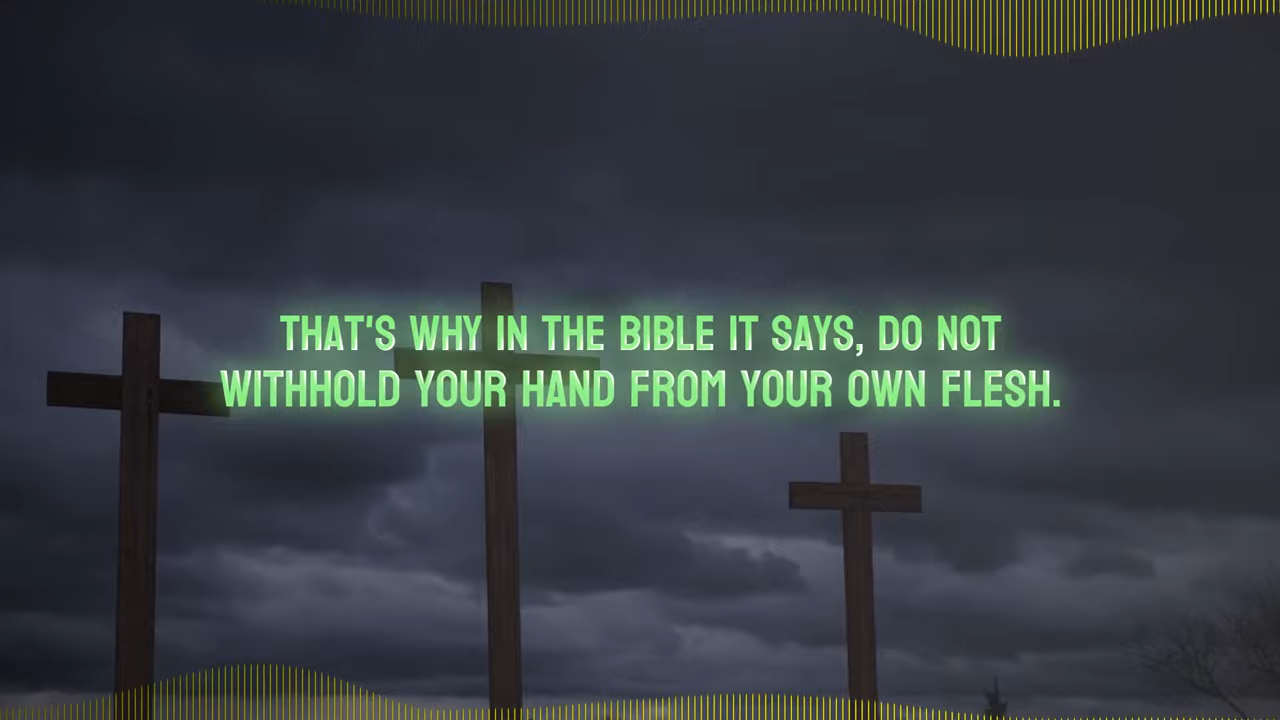 THAT'S WHY IN THE BIBLE IT SAYS, DO NOT
WITHHOLD YOUR HAND FROM YOUR OWN FLESH.